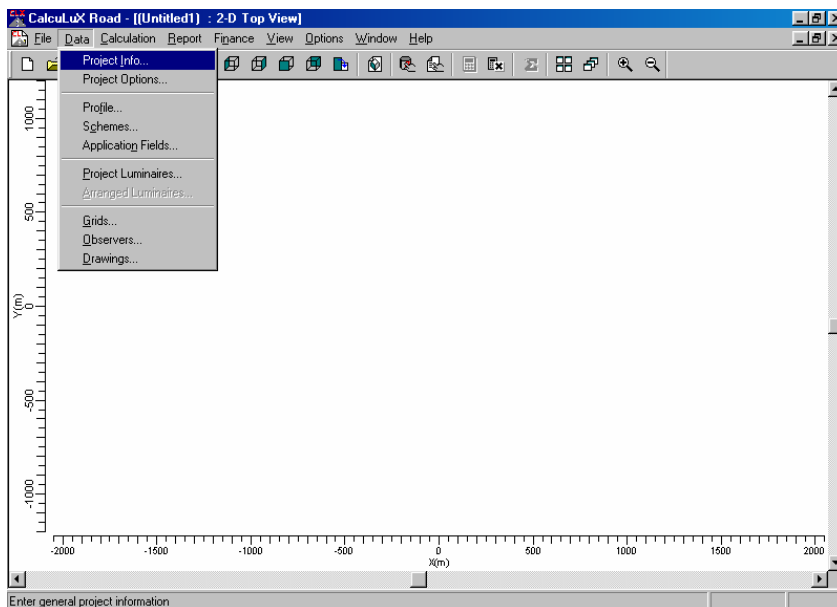 CalcuLuX Road - [(Untitled1) : 2-D Top View]
File Data Calculation Report Finance View Options Window Help
Project Info...
Project Options...
Profile...
Schemes...
Application Fields...
Project Luminaires...
Arranged Luminaires...
Grids...
Observers...
Drawings...
1000
500
Y(m)
0
-500
-1000
-2000 -1500 -1000 -500 0 500 1000 1500 2000
X(m)
Enter general project information